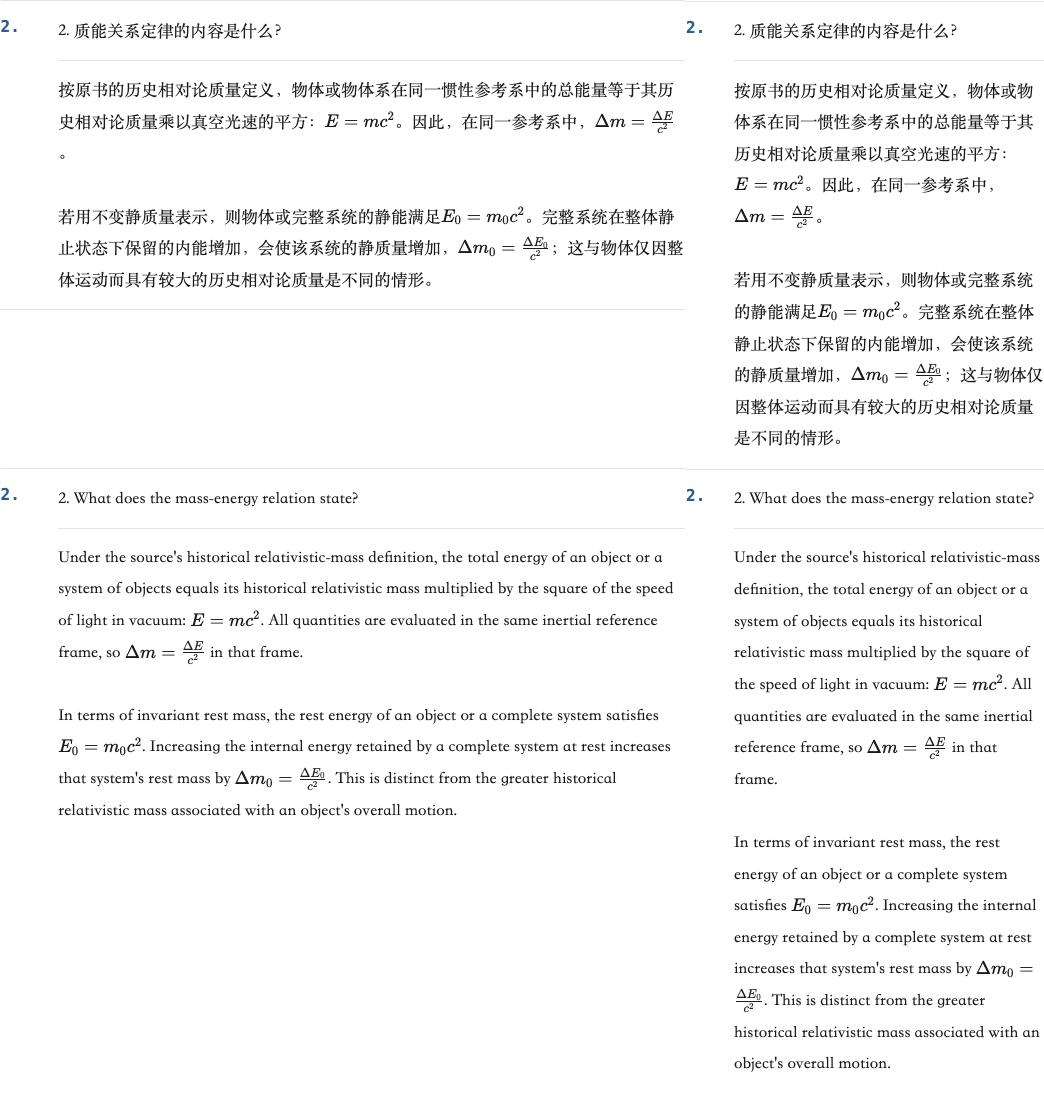 2.
2. 质能关系定律的内容是什么?
按原书的历史相对论质量定义，物体或物体系在同一惯性参考系中的总能量等于其历
史相对论质量乘以真空光速的平方：E = mc²。因此，在同一参考系中，Δm = ΔE/c²
。
若用不变静质量表示，则物体或完整系统的静能满足E₀ = m₀c²。完整系统在整体静
止状态下保留的内能增加，会使该系统的静质量增加，Δm₀ = ΔE₀/c²；这与物体仅因整
体运动而具有较大的历史相对论质量是不同的情形。
2.
2. 质能关系定律的内容是什么?
按原书的历史相对论质量定义，物体或物
体系在同一惯性参考系中的总能量等于其
历史相对论质量乘以真空光速的平方：
E = mc²。因此，在同一参考系中，
Δm = ΔE/c²。
若用不变静质量表示，则物体或完整系统
的静能满足E₀ = m₀c²。完整系统在整体
静止状态下保留的内能增加，会使该系统
的静质量增加，Δm₀ = ΔE₀/c²；这与物体仅
因整体运动而具有较大的历史相对论质量
是不同的情形。
2.
2. What does the mass-energy relation state?
Under the source's historical relativistic-mass definition, the total energy of an object or a
system of objects equals its historical relativistic mass multiplied by the square of the speed
of light in vacuum: E = mc². All quantities are evaluated in the same inertial reference
frame, so Δm = ΔE/c² in that frame.
In terms of invariant rest mass, the rest energy of an object or a complete system satisfies
E₀ = m₀c². Increasing the internal energy retained by a complete system at rest increases
that system's rest mass by Δm₀ = ΔE₀/c². This is distinct from the greater historical
relativistic mass associated with an object's overall motion.
2.
2. What does the mass-energy relation state?
Under the source's historical relativistic-mass
definition, the total energy of an object or a
system of objects equals its historical
relativistic mass multiplied by the square of
the speed of light in vacuum: E = mc². All
quantities are evaluated in the same inertial
reference frame, so Δm = ΔE/c² in that
frame.
In terms of invariant rest mass, the rest
energy of an object or a complete system
satisfies E₀ = m₀c². Increasing the internal
energy retained by a complete system at rest
increases that system's rest mass by Δm₀ =
ΔE₀/c². This is distinct from the greater
historical relativistic mass associated with an
object's overall motion.